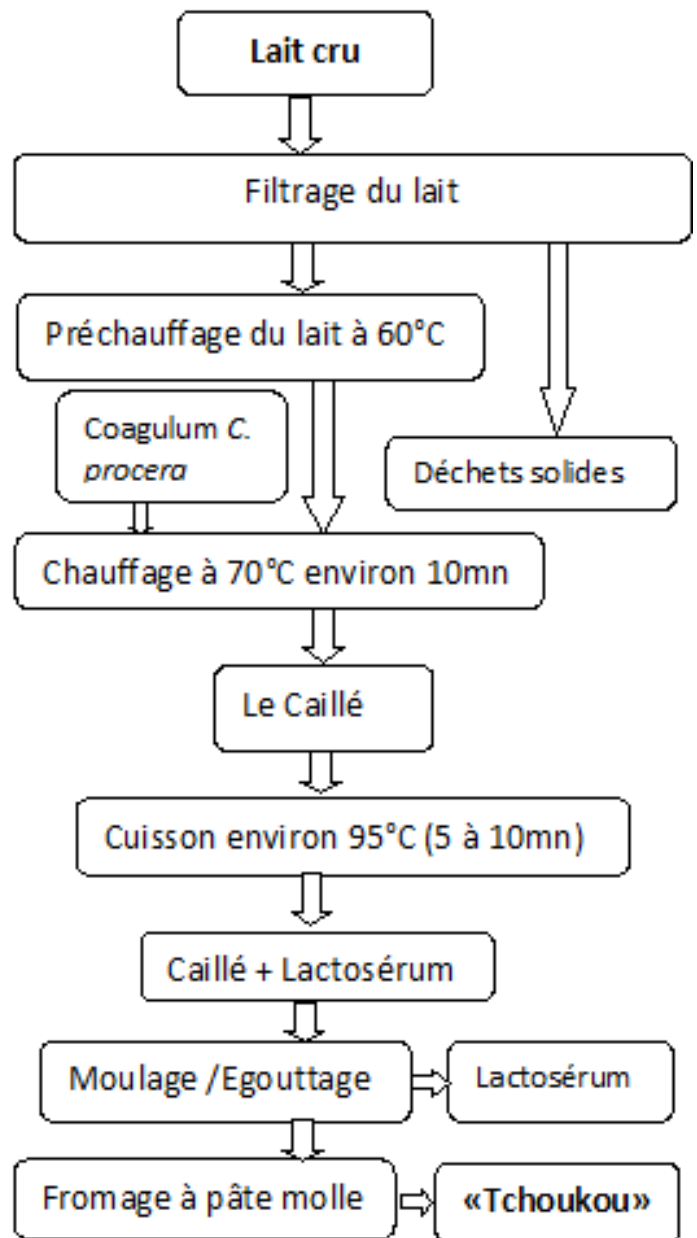 Lait cru
Filtrage du lait
Préchauffage du lait à 60°C
Coagulum C.
procera
Déchets solides
Chauffage à 70°C environ 10mn
Le Caillé
Cuisson environ 95°C (5 à 10mn)
Caillé + Lactosérum
Moulage /Egouttage
Lactosérum
Fromage à pâte molle
«Tchoukou»